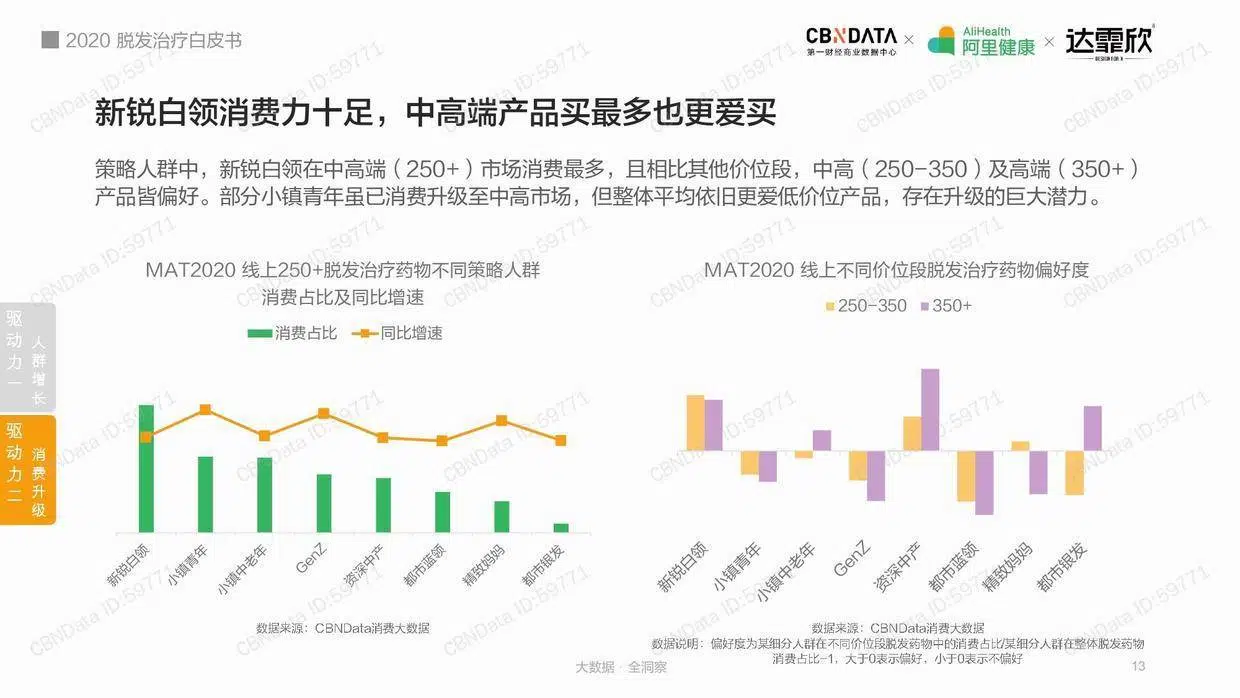 2020 脱发治疗白皮书
CBNDATA
第一财经商业数据中心
×
AliHealth
阿里健康
×
达霏欣
DESIGN FOR X
新锐白领消费力十足，中高端产品买最多也更爱买
策略人群中，新锐白领在中高端（250+）市场消费最多，且相比其他价位段，中高（250-350）及高端（350+）
产品皆偏好。部分小镇青年虽已消费升级至中高市场，但整体平均依旧更爱低价位产品，存在升级的巨大潜力。
驱动力一
人群增长
驱动力二
消费升级
MAT2020 线上250+脱发治疗药物不同策略人群
消费占比及同比增速
消费占比 同比增速
新锐白领 小镇青年 小镇中老年 GenZ 资深中产 都市蓝领 精致妈妈 都市银发
数据来源：CBNData消费大数据
MAT2020 线上不同价位段脱发治疗药物偏好度
250-350 350+
新锐白领 小镇青年 小镇中老年 GenZ 资深中产 都市蓝领 精致妈妈 都市银发
数据来源：CBNData消费大数据
数据说明：偏好度为某细分人群在不同价位段脱发药物中的消费占比/某细分人群在整体脱发药物
消费占比-1，大于0表示偏好，小于0表示不偏好
大数据·全洞察
13
CBNData ID:59771